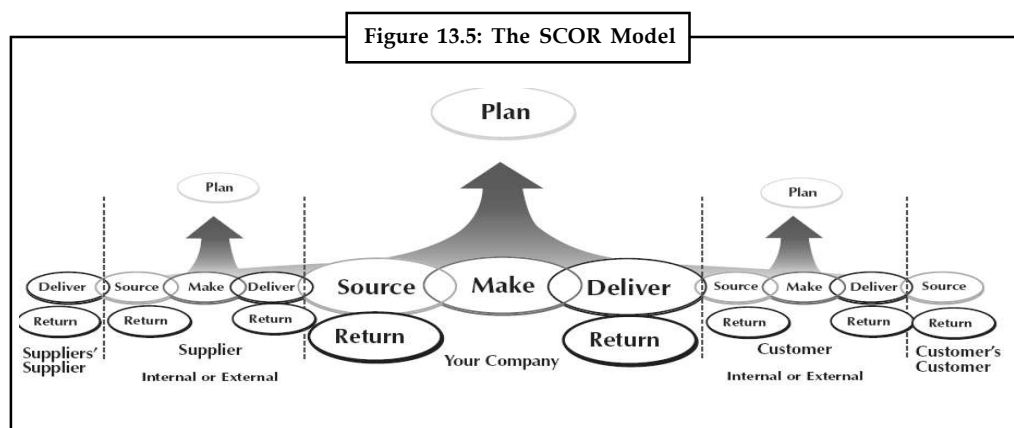 Figure 13.5: The SCOR Model
Plan
Plan
Plan
Deliver
Source
Make
Deliver
Source
Make
Deliver
Source
Make
Deliver
Source
Return
Return
Return
Return
Return
Return
Return
Return
Suppliers'
Supplier
Supplier
Internal or External
Your Company
Customer
Internal or External
Customer's
Customer